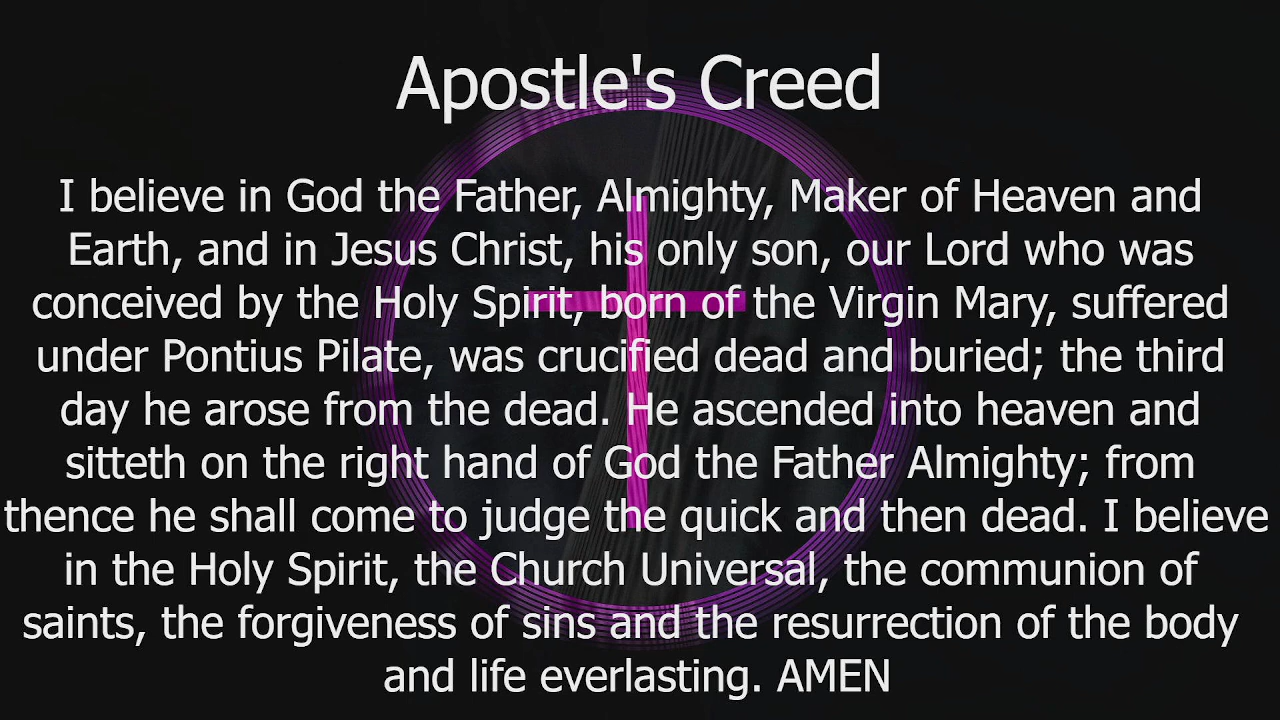 Apostle's Creed
I believe in God the Father, Almighty, Maker of Heaven and
Earth, and in Jesus Christ, his only son, our Lord who was
conceived by the Holy Spirit, born of the Virgin Mary, suffered
under Pontius Pilate, was crucified dead and buried; the third
day he arose from the dead. He ascended into heaven and
sitteth on the right hand of God the Father Almighty; from
thence he shall come to judge the quick and then dead. I believe
in the Holy Spirit, the Church Universal, the communion of
saints, the forgiveness of sins and the resurrection of the body
and life everlasting. AMEN